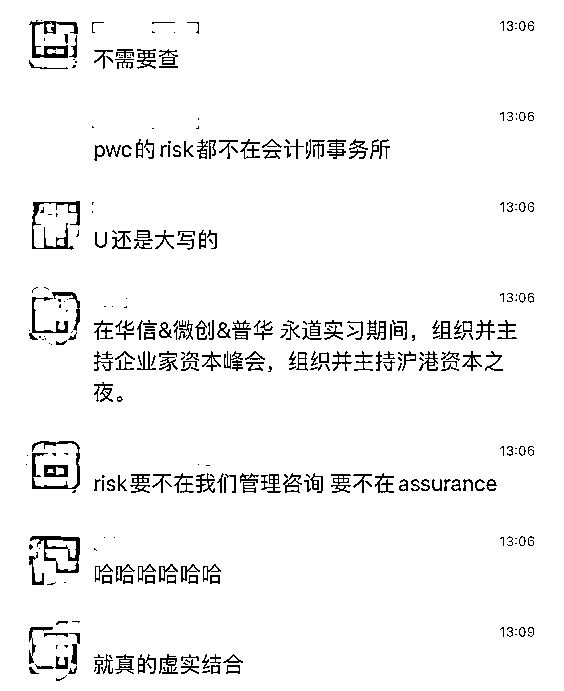 13:06
不需要查
13:06
pwc的risk都不在会计师事务所
13:06
U还是大写的
13:06
在华信&微创&普华 永道实习期间，组织并主
持企业家资本峰会，组织并主持沪港资本之
夜。
13:06
risk要不在我们管理咨询 要不在assurance
13:06
哈哈哈哈哈哈
13:09
就真的虚实结合